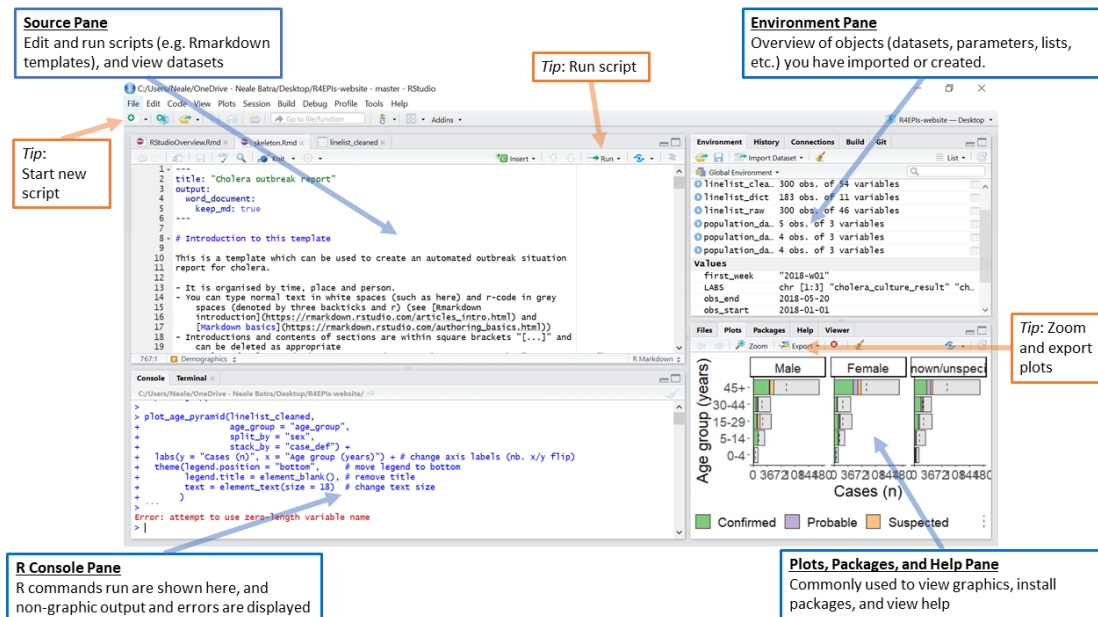 Source Pane
Edit and run scripts (e.g. Rmarkdown
templates), and view datasets
Tip: Run script
Environment Pane
Overview of objects (datasets, parameters, lists,
etc.) you have imported or created.
Tip:
Start new
script
C:/Users/Neale/OneDrive - Neale Batra/Desktop/R4EPIs-website - master - RStudio
File Edit Code View Plots Session Build Debug Profile Tools Help
Go to file/function Addins
R4EPIs-website — Desktop
RStudioOverview.Rmd skeleton.Rmd linelist_cleaned
ABC Knit Insert Run
1 ---
2 title: "Cholera outbreak report"
3 output:
4 word_document:
5 keep_md: true
6 ---
7
8 # Introduction to this template
9
10 This is a template which can be used to create an automated outbreak situation
11 report for cholera.
12
13 - It is organised by time, place and person.
14 - You can type normal text in white spaces (such as here) and r-code in grey
15 spaces (denoted by three backticks and r) (see [Rmarkdown
16 introduction](https://rmarkdown.rstudio.com/articles_intro.html) and
17 [Markdown basics](https://rmarkdown.rstudio.com/authoring_basics.html))
18 - Introductions and contents of sections are within square brackets "[...]" and
19 can be deleted as appropriate
767:1 Demographics R Markdown
Console Terminal
C:/Users/Neale/OneDrive - Neale Batra/Desktop/R4EPIs-website/
>
> plot_age_pyramid(linelist_cleaned,
+ age_group = "age_group",
+ split_by = "sex",
+ stack_by = "case_def") +
+ labs(y = "Cases (n)", x = "Age group (years)") + # change axis labels (nb. x/y flip)
+ theme(legend.position = "bottom", # move legend to bottom
+ legend.title = element_blank(), # remove title
+ text = element_text(size = 18) # change text size
+ )
> ```
Error: attempt to use zero-length variable name
>
Environment History Connections Build Git
Import Dataset List
Global Environment
linelist_clea… 300 obs. of 54 variables
linelist_dict 183 obs. of 11 variables
linelist_raw 300 obs. of 46 variables
population_da… 5 obs. of 3 variables
population_da… 4 obs. of 3 variables
population_da… 4 obs. of 3 variables
Values
first_week "2018-W01"
LABS chr [1:3] "cholera_culture_result" "ch…
obs_end 2018-05-20
obs_start 2018-01-01
Files Plots Packages Help Viewer
Zoom Export
Tip: Zoom
and export
plots
Male Female nown/unspeci
Age group (years)
45+
30-44
15-29
5-14
0-4
Cases (n)
Confirmed Probable Suspected
R Console Pane
R commands run are shown here, and
non-graphic output and errors are displayed
Plots, Packages, and Help Pane
Commonly used to view graphics, install
packages, and view help